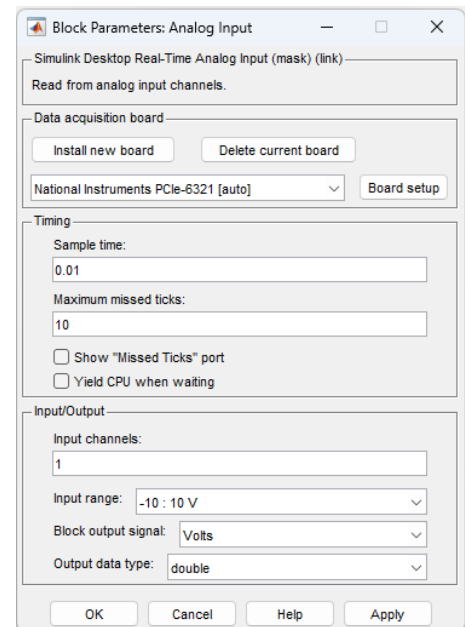 Block Parameters: Analog Input
Simulink Desktop Real-Time Analog Input (mask) (link)
Read from analog input channels.
Data acquisition board
Install new board Delete current board
National Instruments PCIe-6321 [auto] Board setup
Timing
Sample time:
0.01
Maximum missed ticks:
10
Show "Missed Ticks" port
Yield CPU when waiting
Input/Output
Input channels:
1
Input range: -10 : 10 V
Block output signal: Volts
Output data type: double
OK Cancel Help Apply